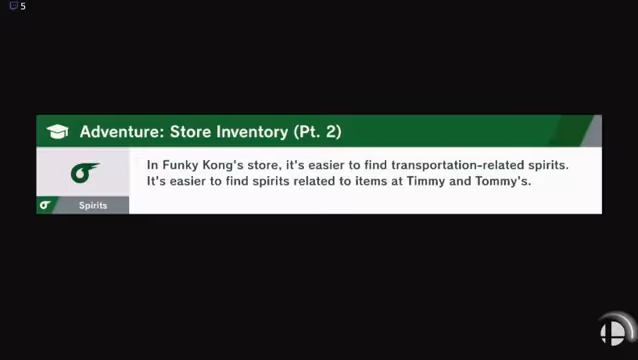 5
Adventure: Store Inventory (Pt. 2)
In Funky Kong's store, it's easier to find transportation-related spirits.
It's easier to find spirits related to items at Timmy and Tommy's.
Spirits